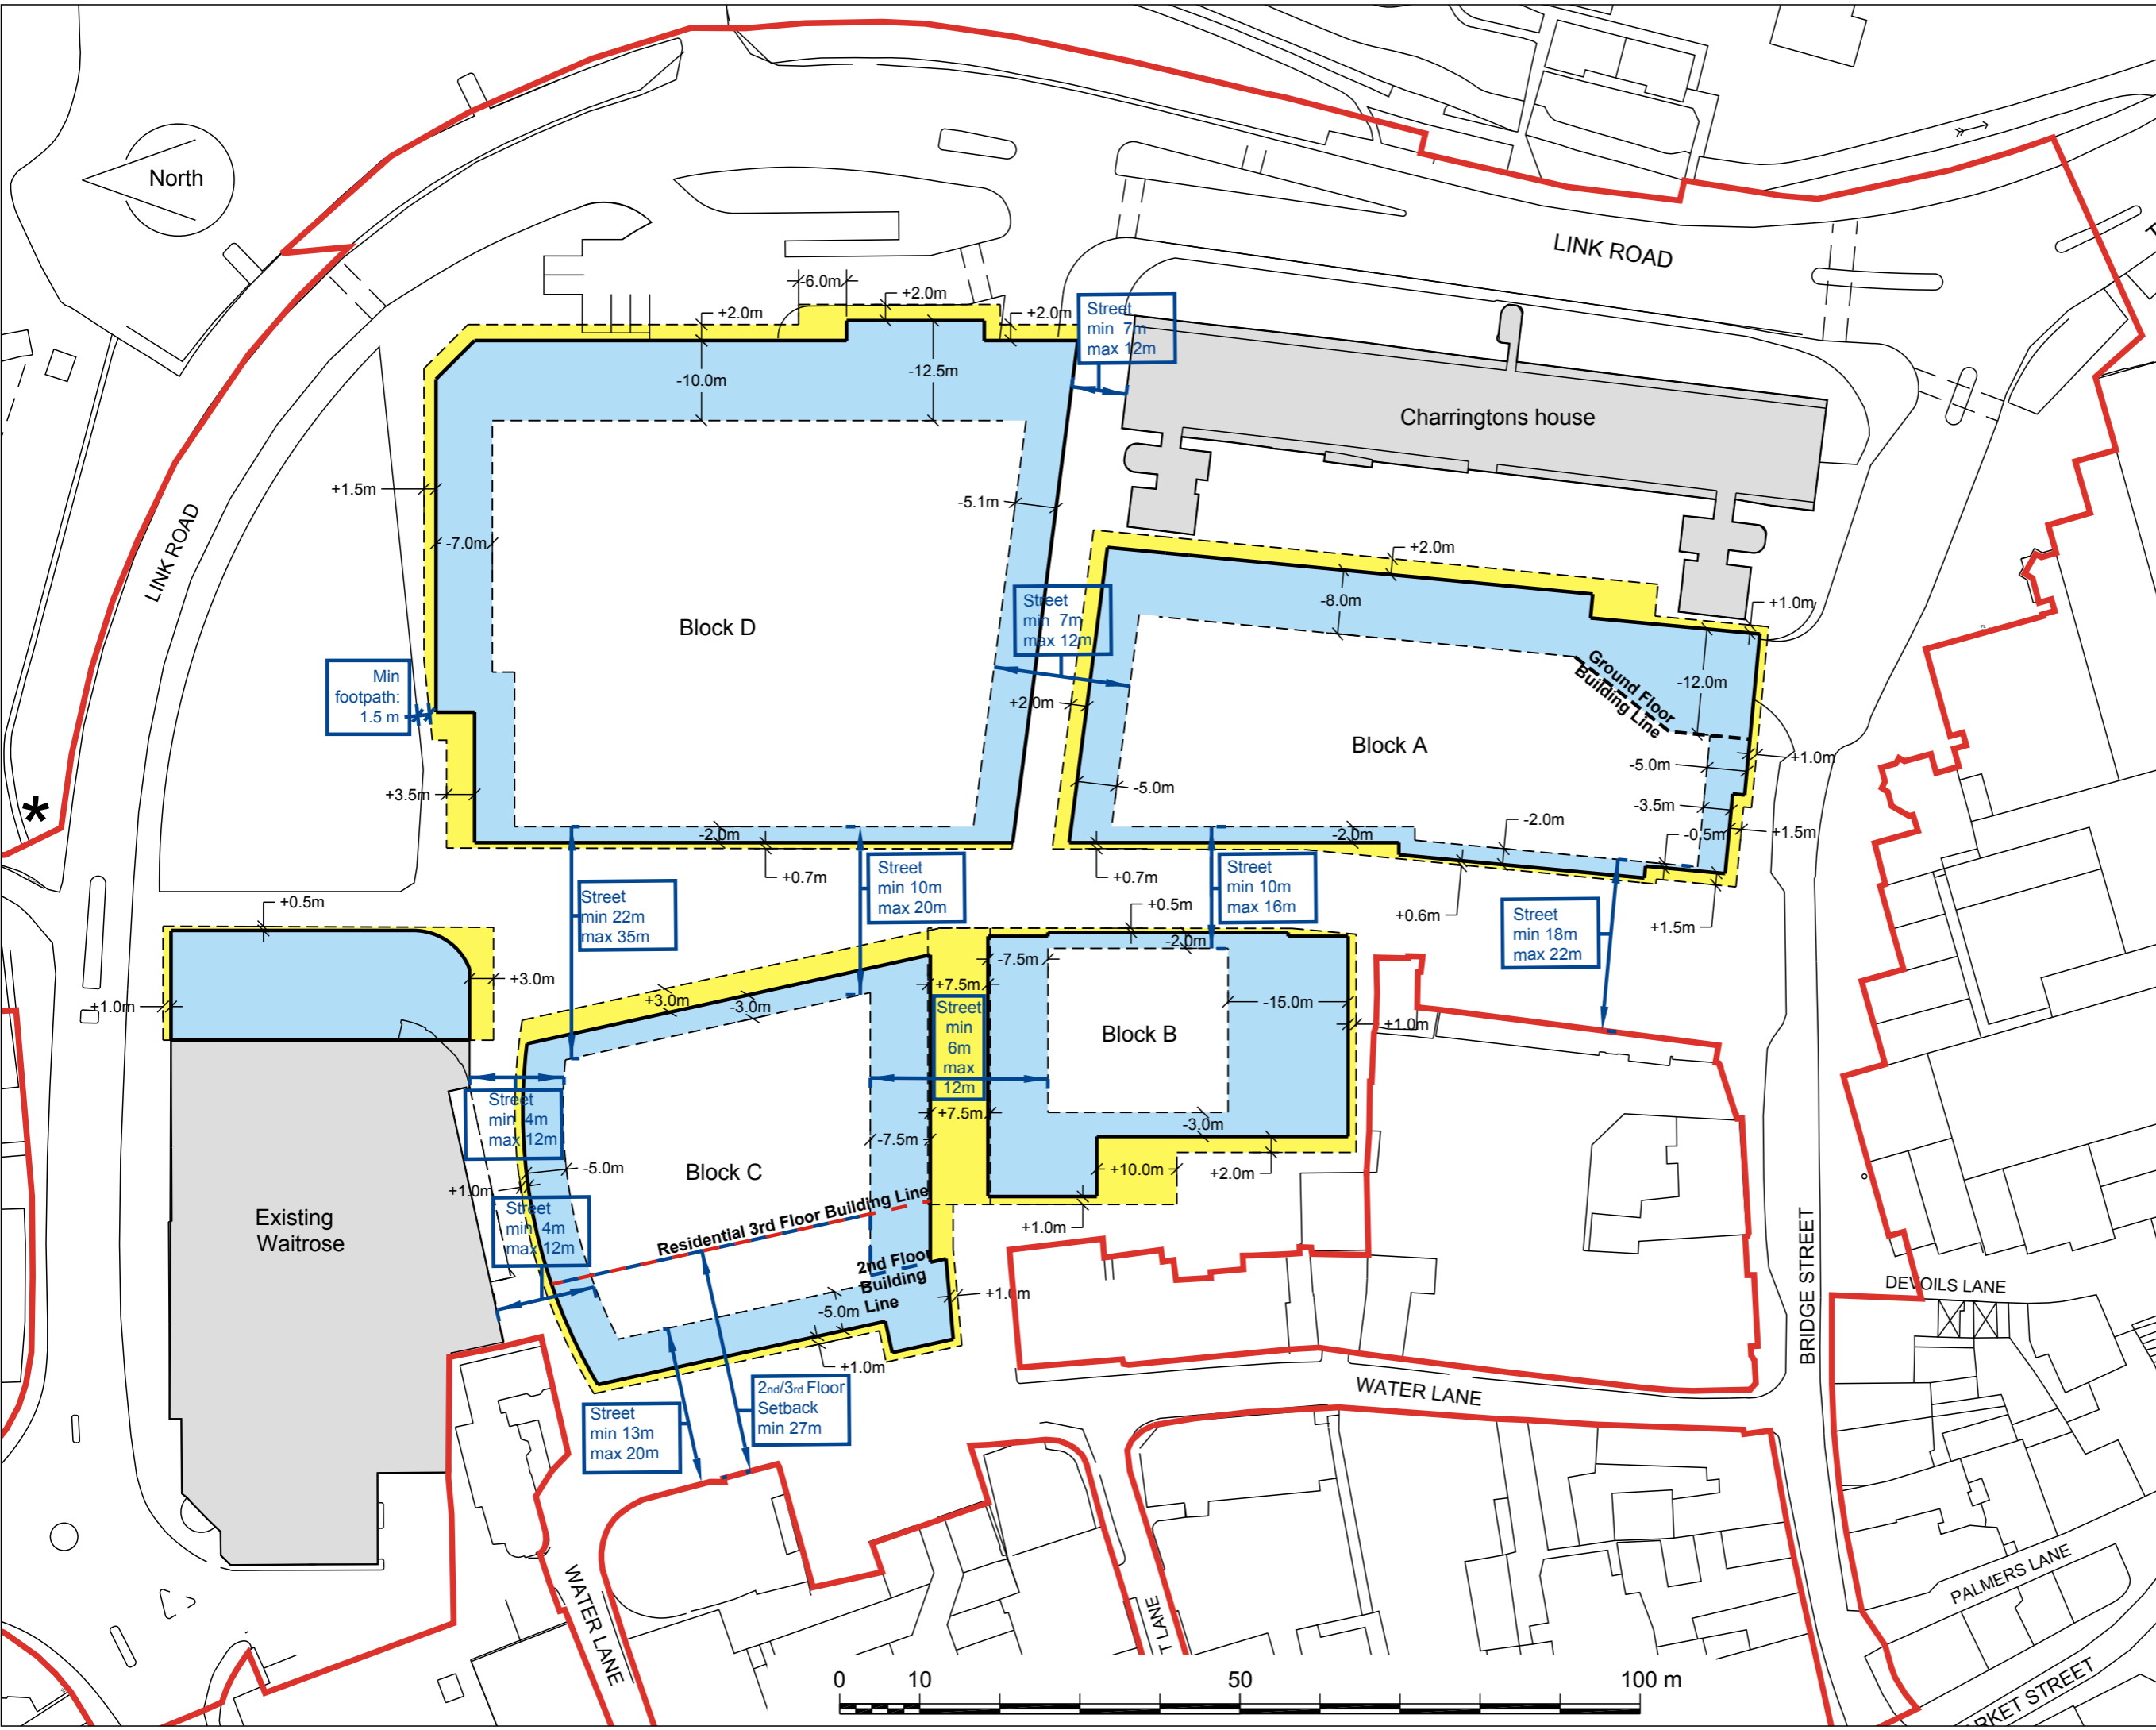 North
LINK ROAD
-6.0m
+2.0m
+2.0m
+2.0m
Street
min 7m
max 12m
-10.0m
-12.5m
Charringtons house
+1.5m
-5.1m
-7.0m
LINK ROAD
+2.0m
-8.0m
Street
min 7m
max 12m
+1.0m
Block D
Ground Floor
Building Line
-12.0m
Min
footpath:
1.5 m
+2.0m
Block A
+1.0m
-5.0m
-5.0m
+3.5m
-3.5m
*
-2.0m
-2.0m
-2.0m
-0.5m
+1.5m
+0.7m
+0.7m
Street
min 10m
max 20m
Street
min 10m
max 16m
Street
min 22m
max 35m
+0.5m
+0.5m
+0.6m
Street
min 18m
max 22m
+1.5m
-2.0m
-7.5m
+3.0m
+1.0m
+3.0m
-3.0m
+7.5m
-15.0m
Street
min
6m
max
12m
Block B
+1.0m
Street
min 4m
max 12m
+7.5m
-3.0m
-7.5m
-5.0m
Block C
+10.0m
+2.0m
+1.0m
Existing
Waitrose
Street
min 4m
max 12m
Residential 3rd Floor Building Line
+1.0m
2nd Floor
Building
Line
-5.0m
+1.0m
+1.0m
BRIDGE STREET
DEVOILS LANE
2nd/3rd Floor
Setback
min 27m
Street
min 13m
max 20m
WATER LANE
WATER LANE
T LANE
PALMERS LANE
RKET STREET
0 10 50 100 m